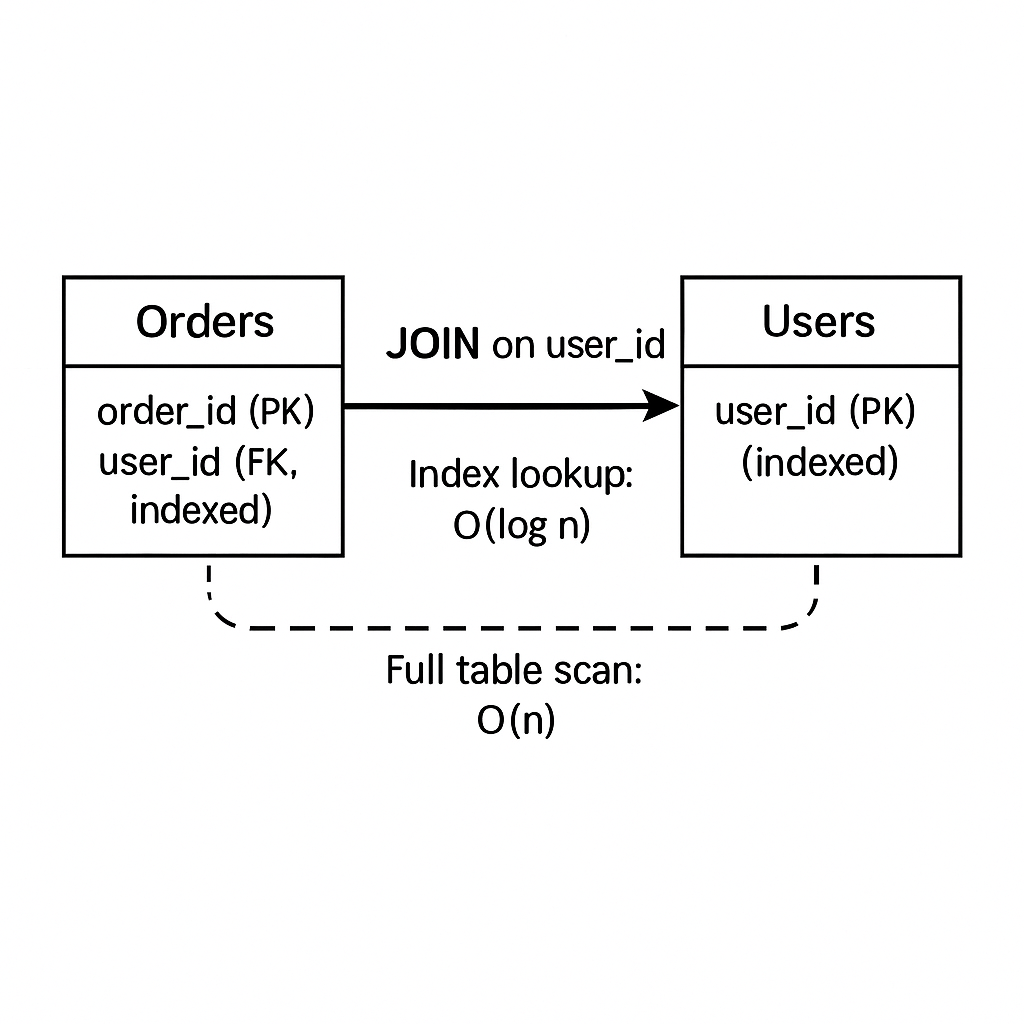 Orders
order_id (PK)
user_id (FK,
indexed)
JOIN on user_id
Index lookup:
O(log n)
Users
user_id (PK)
(indexed)
Full table scan:
O(n)